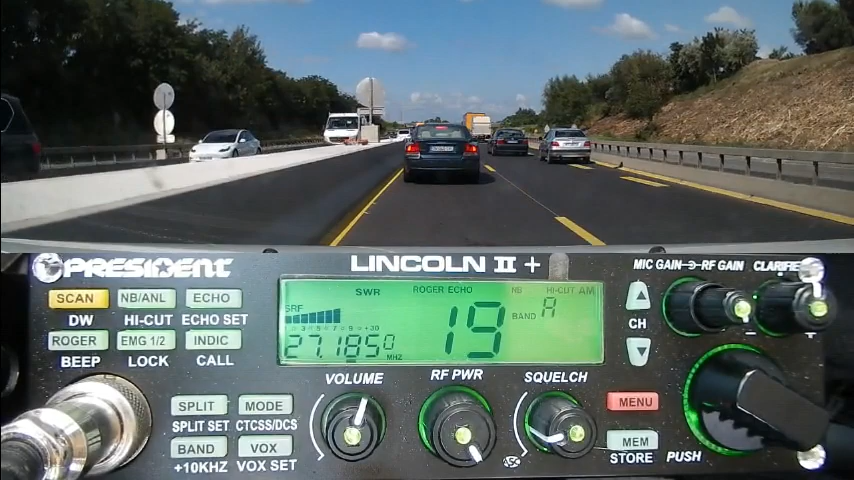 PRESIDENT
LINCOLN II +
MIC GAIN RF GAIN CLARIFIER
SCAN NB/ANL ECHO
DW HI-CUT ECHO SET
ROGER EMG 1/2 INDIC
BEEP LOCK CALL
SWR ROGER ECHO NB HI-CUT AM
SRF
27.1850 MHZ
19
BAND A
CH
VOLUME RF PWR SQUELCH
SPLIT MODE
SPLIT SET CTCSS/DCS
BAND VOX
+10KHZ VOX SET
ASC
MENU
MEM
STORE PUSH